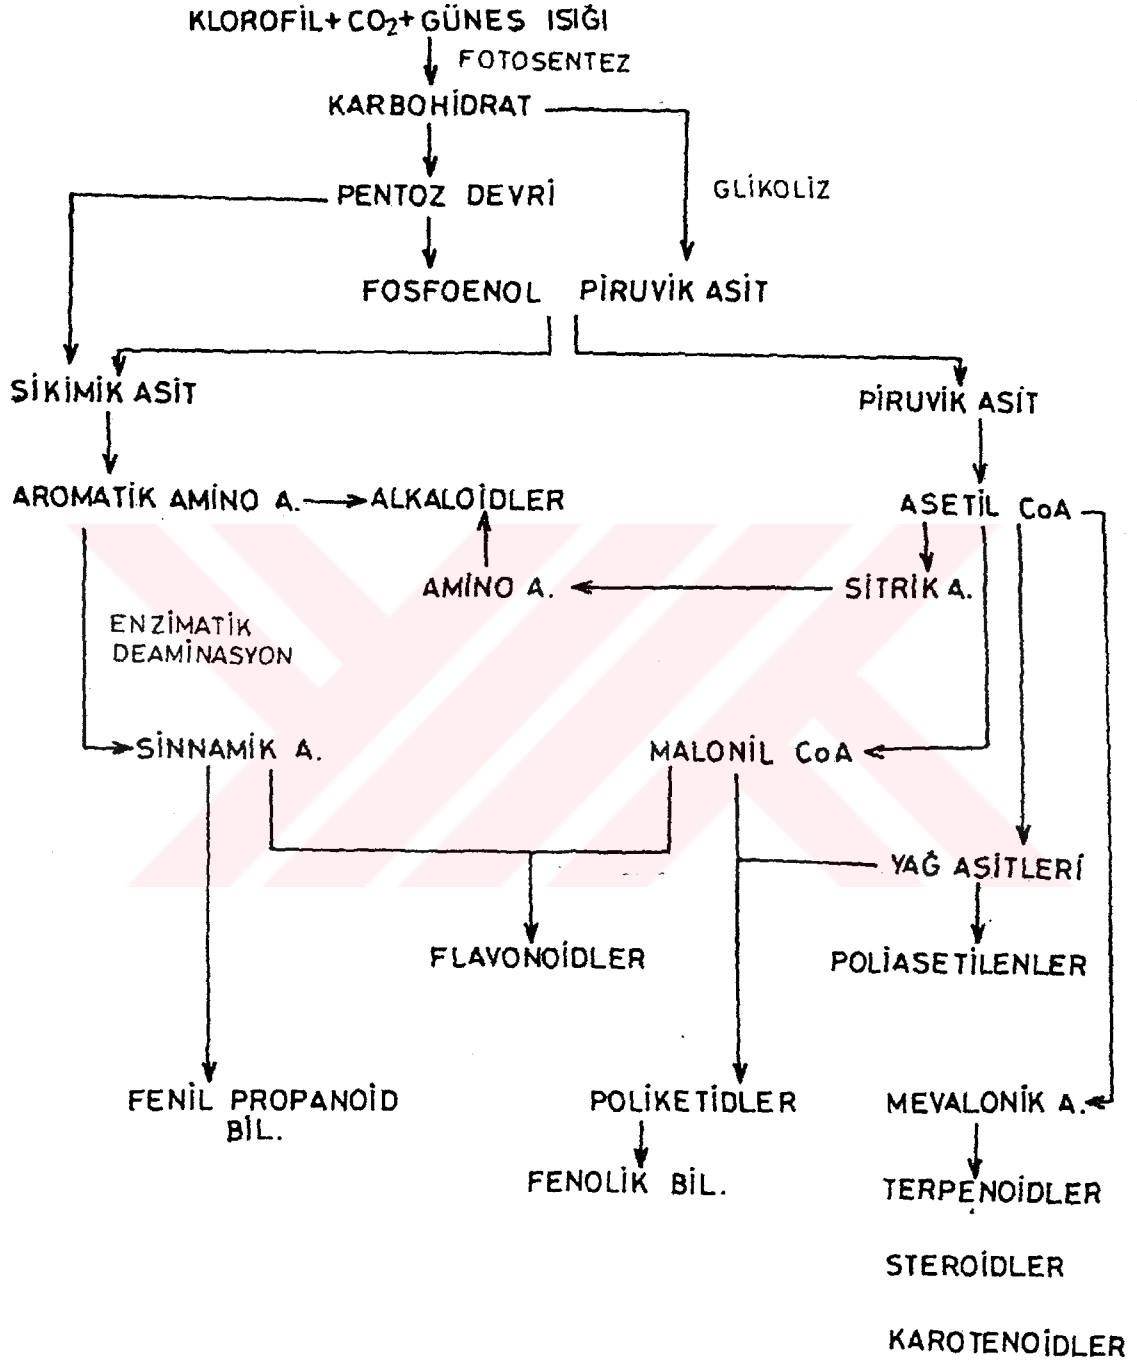 KLOROFİL+CO₂+GÜNES ISIĞI
FOTOSENTEZ
KARBOHİDRAT
PENTOZ DEVRİ
GLİKOLİZ
FOSFOENOL PİRUVİK ASİT
ŞİKİMİK ASİT
PİRUVİK ASİT
AROMATİK AMİNO A.
ALKALOİDLER
ASETİL CoA
AMİNO A.
SİTRİK A.
ENZİMATİK
DEAMİNASYON
SİNNAMİK A.
MALONİL CoA
YAĞ ASİTLERİ
FLAVONOİDLER
POLİASETİLENLER
FENİL PROPANOİD
BİL.
POLİKETİDLER
MEVALONİK A.
FENOLİK BİL.
TERPENOİDLER
STEROİDLER
KAROTENOİDLER